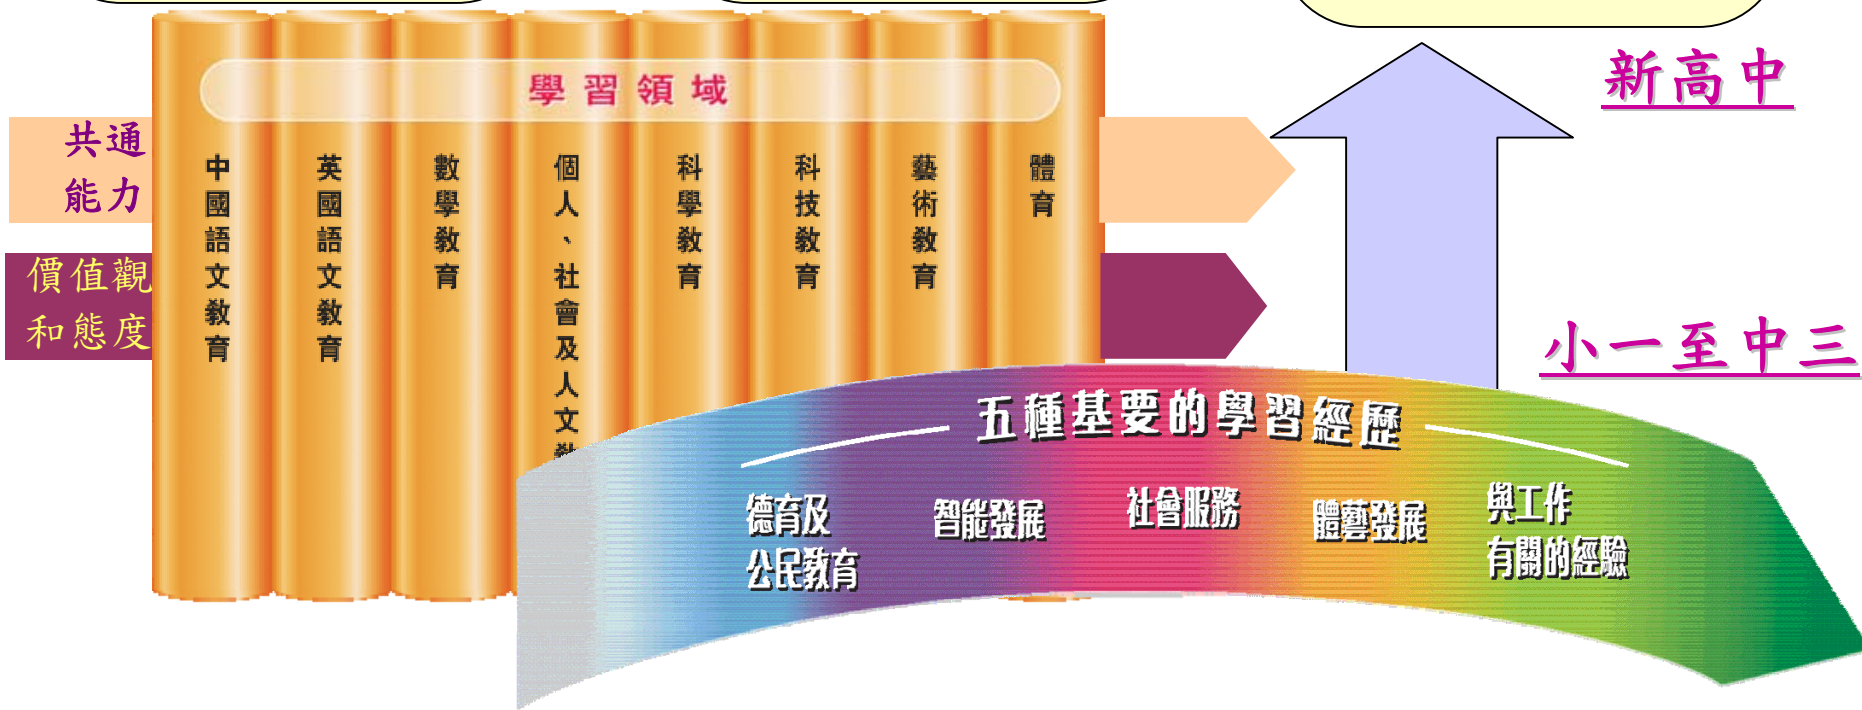 學習領域
新高中
共通
能力
價值觀
和態度
中國語文教育
英國語文教育
數學教育
個人、社會及人文教
科學教育
科技教育
藝術教育
體育
小一至中三
五種基要的學習經歷
德育及
公民教育
智能發展
社會服務
體藝發展
與工作
有關的經驗